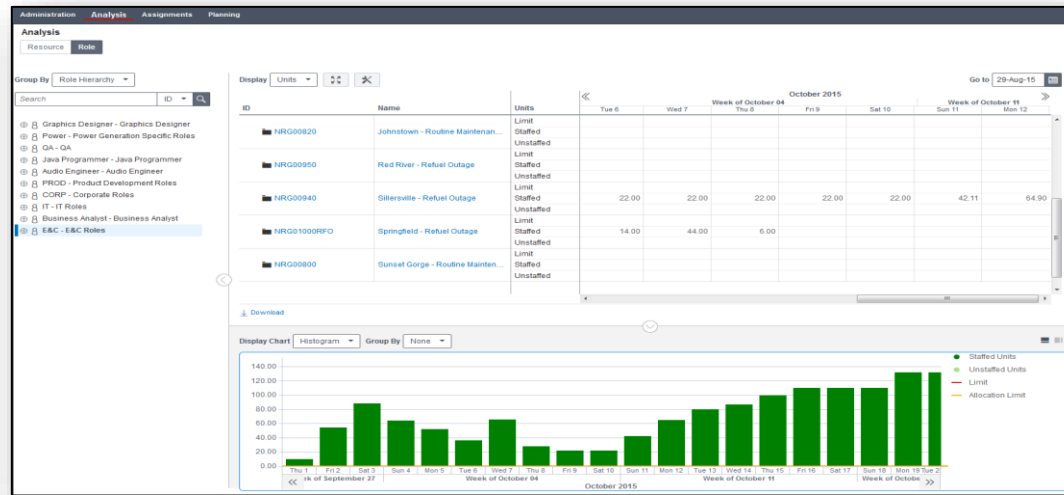 Administration Analysis Assignments Planning
Analysis
Resource Role
Group By Role Hierarchy
Search ID
Graphics Designer - Graphics Designer
Power - Power Generation Specific Roles
QA - QA
Java Programmer - Java Programmer
Audio Engineer - Audio Engineer
PROD - Product Development Roles
CORP - Corporate Roles
IT - IT Roles
Business Analyst - Business Analyst
E&C - E&C Roles
Display Units Go to 29-Aug-15
October 2015
Week of October 04 Week of October 11
ID Name Units Tue 6 Wed 7 Thu 8 Fri 9 Sat 10 Sun 11 Mon 12
Limit
NRG00820 Johnstown - Routine Maintenan... Staffed
Unstaffed
Limit
NRG00950 Red River - Refuel Outage Staffed
Unstaffed
Limit
NRG00940 Sillersville - Refuel Outage Staffed 22.00 22.00 22.00 22.00 22.00 42.11 64.90
Unstaffed
Limit
NRG01000RFO Springfield - Refuel Outage Staffed 14.00 44.00 6.00
Unstaffed
Limit
NRG00800 Sunset Gorge - Routine Mainten... Staffed
Unstaffed
Download
Display Chart Histogram Group By None
Staffed Units
Unstaffed Units
Limit
Allocation Limit
140.00
120.00
100.00
80.00
60.00
40.00
20.00
0.00
Thu 1 Fri 2 Sat 3 Sun 4 Mon 5 Tue 6 Wed 7 Thu 8 Fri 9 Sat 10 Sun 11 Mon 12 Tue 13 Wed 14 Thu 15 Fri 16 Sat 17 Sun 18 Mon 19 Tue 2
k of September 27 Week of October 04 Week of October 11 Week of Octobe
October 2015